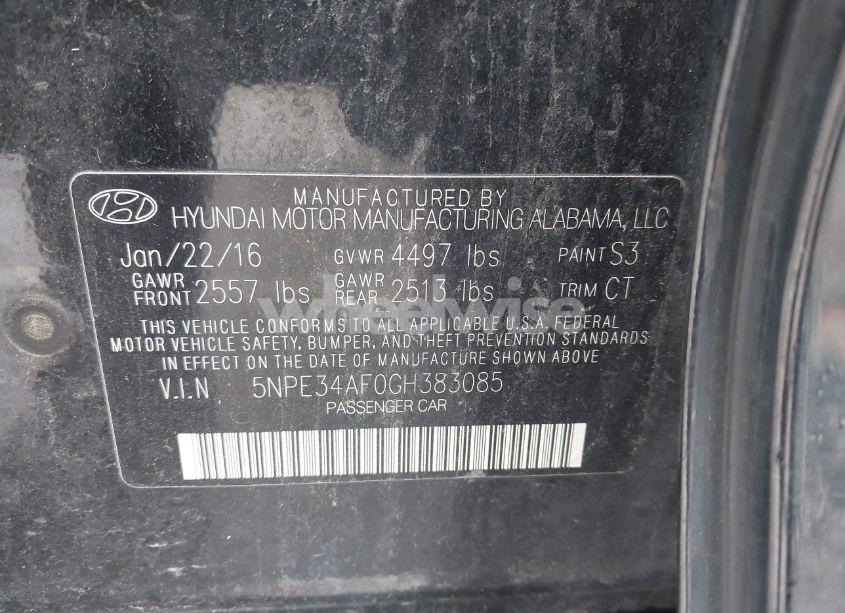 MANUFACTURED BY
HYUNDAI MOTOR MANUFACTURING ALABAMA, LLC
Jan/22/16 GVWR 4497 lbs PAINT S3
GAWR FRONT 2557 lbs GAWR REAR 2513 lbs TRIM CT
THIS VEHICLE CONFORMS TO ALL APPLICABLE U.S.A. FEDERAL
MOTOR VEHICLE SAFETY, BUMPER, AND THEFT PREVENTION STANDARDS
IN EFFECT ON THE DATE OF MANUFACTURE SHOWN ABOVE
V.I.N 5NPE34AF0GH383085
PASSENGER CAR
wheelwise